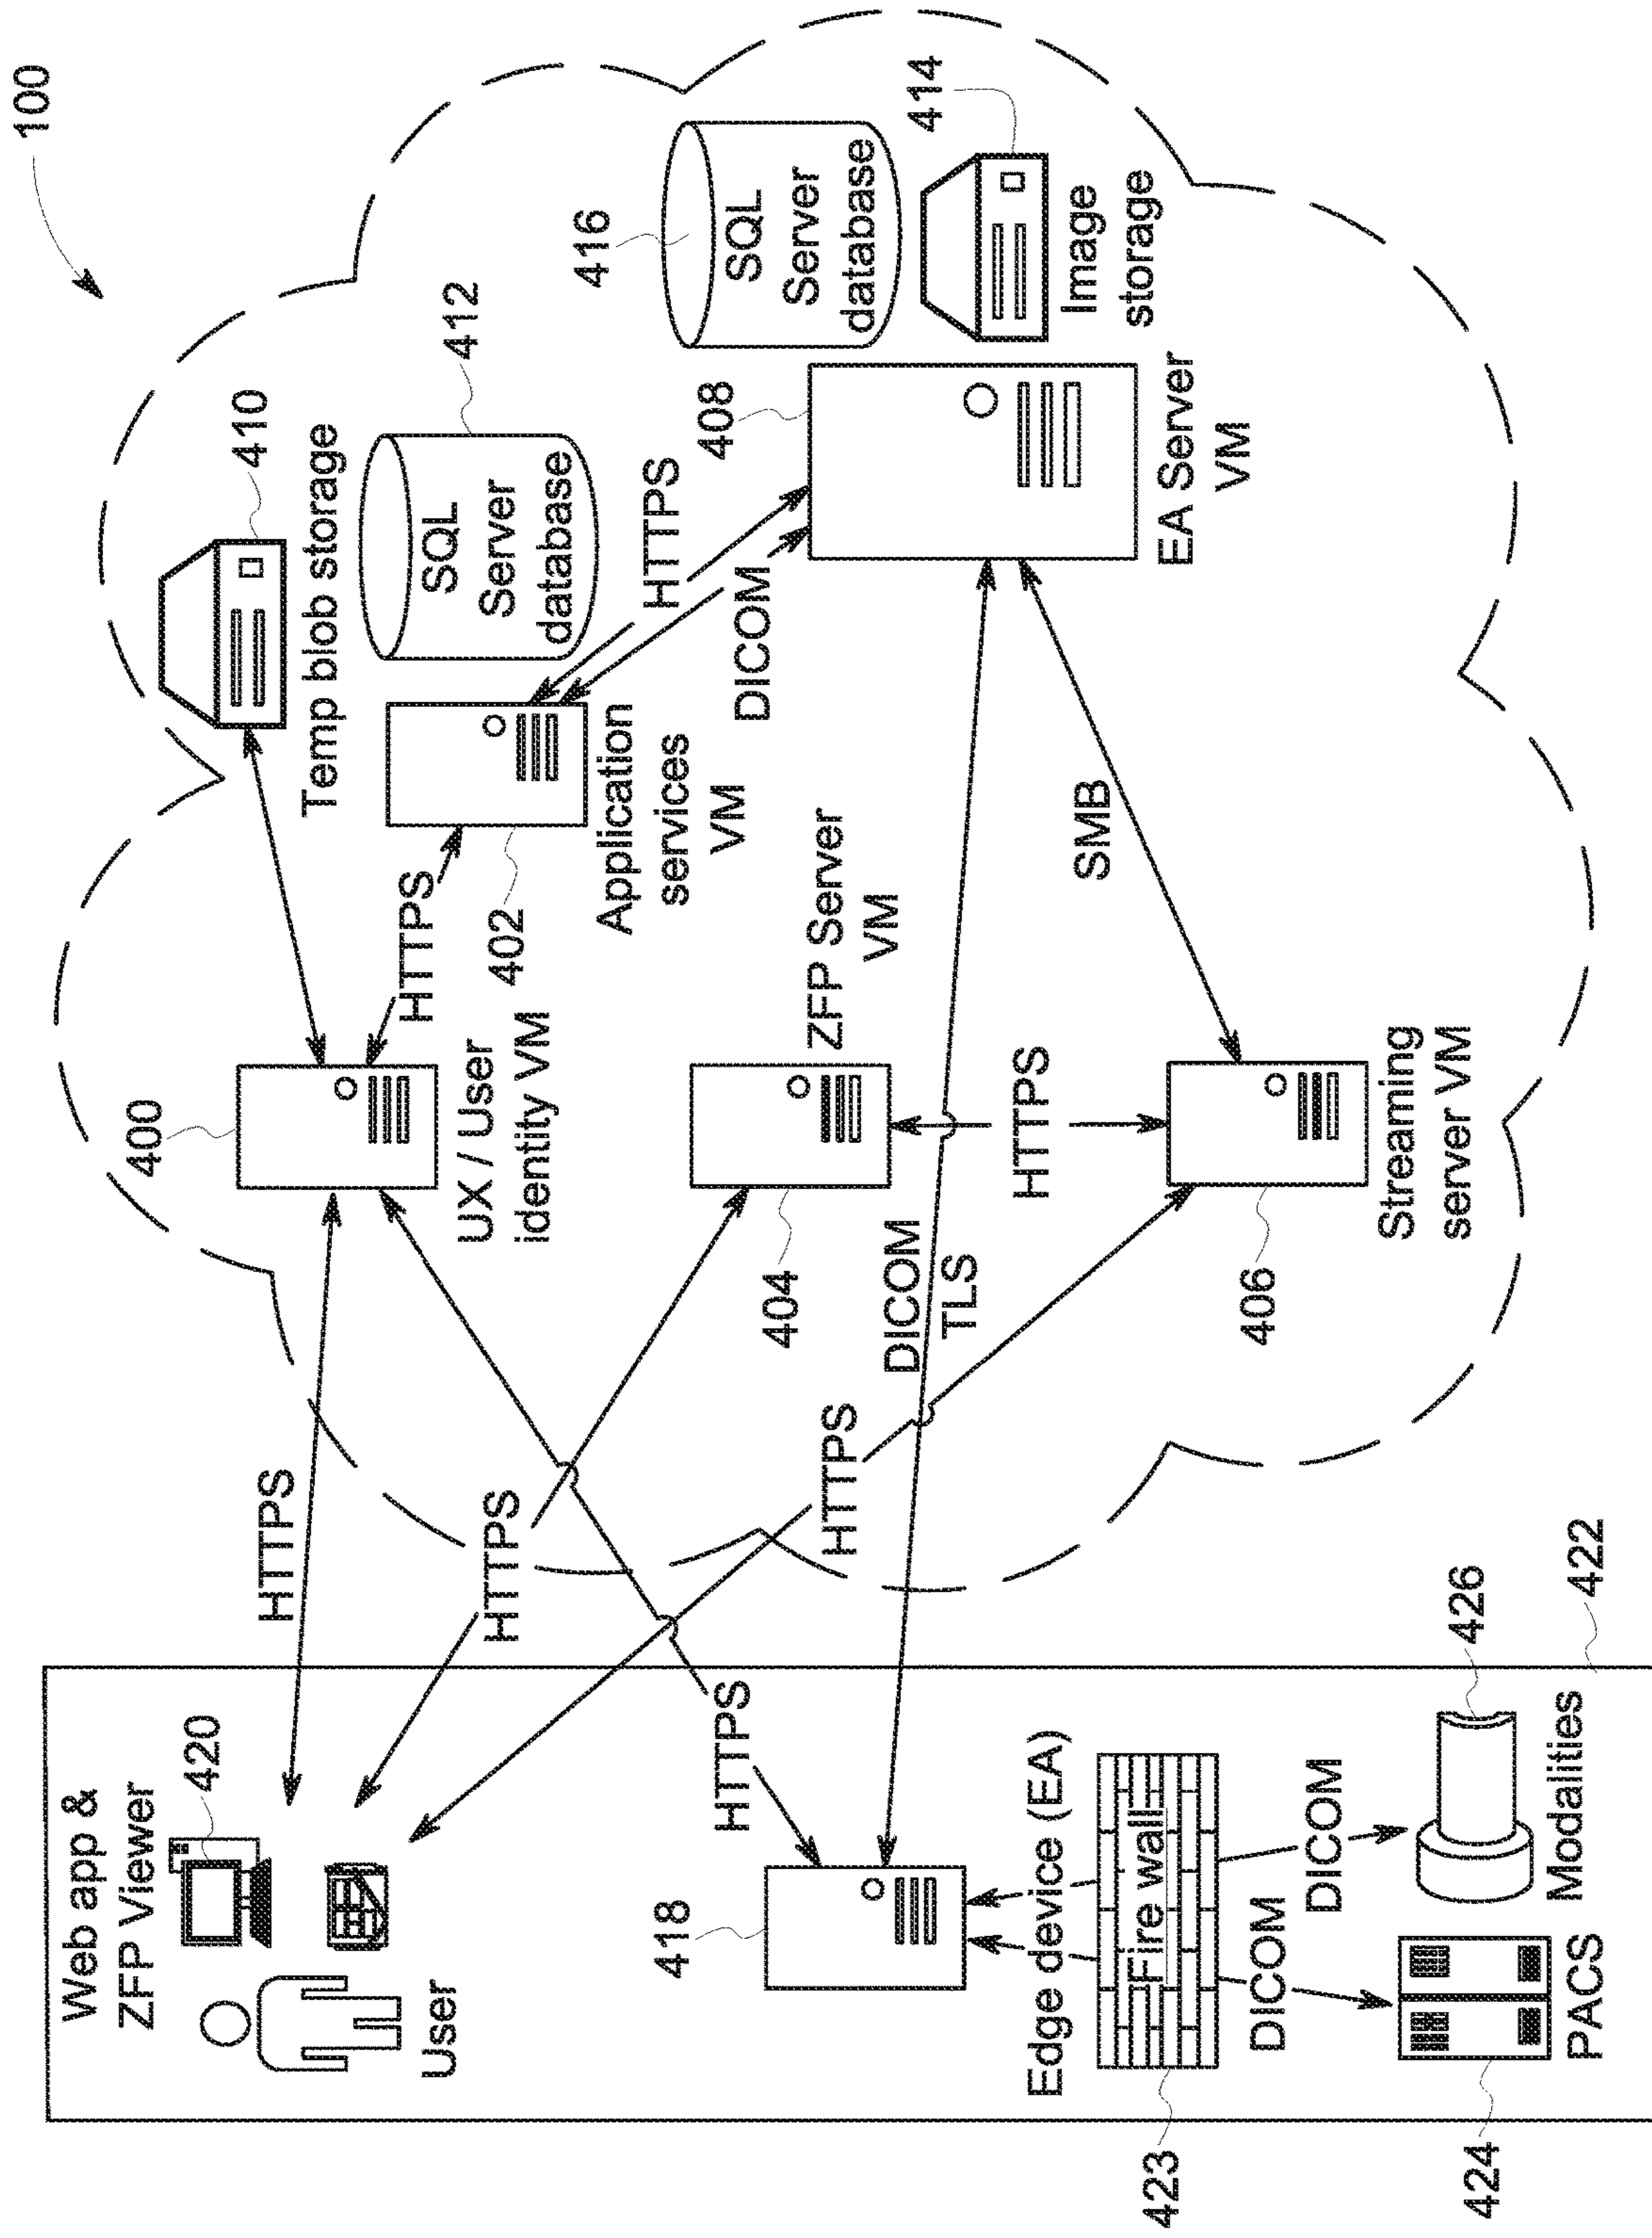 100
Web app &
ZFP Viewer
420
User
HTTPS
HTTPS
HTTPS
HTTPS
400
UX / User
identity VM
HTTPS
410
Temp blob storage
412
SQL
Server
database
402
Application
services
VM
HTTPS
DICOM
416
SQL
Server
database
414
Image
storage
408
EA Server
VM
404
ZFP Server
VM
DICOM
TLS
HTTPS
SMB
406
Streaming
server VM
418
Edge device (EA)
Fire wall
423
DICOM
DICOM
424
PACS
426
Modalities
422